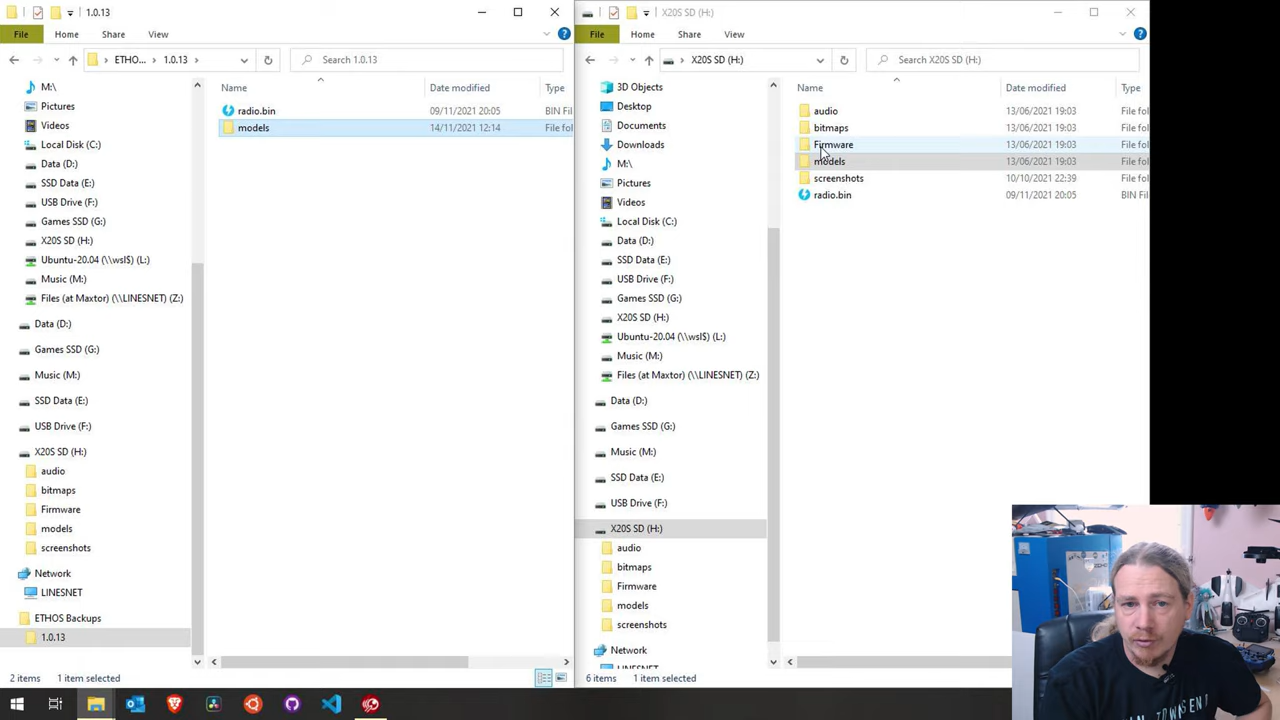 1.0.13
File
Home
Share
View
ETHO...
1.0.13
Search 1.0.13
M:\
Pictures
Videos
Local Disk (C:)
Data (D:)
SSD Data (E:)
USB Drive (F:)
Games SSD (G:)
X20S SD (H:)
Ubuntu-20.04 (\\wsl$) (L:)
Music (M:)
Files (at Maxtor) (\\LINESNET) (Z:)
Data (D:)
Games SSD (G:)
Music (M:)
SSD Data (E:)
USB Drive (F:)
X20S SD (H:)
audio
bitmaps
Firmware
models
screenshots
Network
LINESNET
ETHOS Backups
1.0.13
Name Date modified Type
radio.bin 09/11/2021 20:05 BIN Fil
models 14/11/2021 12:14 File fol
2 items 1 item selected
X20S SD (H:)
File
Home
Share
View
X20S SD (H:)
Search X20S SD (H:)
3D Objects
Desktop
Documents
Downloads
M:\
Pictures
Videos
Local Disk (C:)
Data (D:)
SSD Data (E:)
USB Drive (F:)
Games SSD (G:)
X20S SD (H:)
Ubuntu-20.04 (\\wsl$) (L:)
Music (M:)
Files (at Maxtor) (\\LINESNET) (Z:)
Data (D:)
Games SSD (G:)
Music (M:)
SSD Data (E:)
USB Drive (F:)
X20S SD (H:)
audio
bitmaps
Firmware
models
screenshots
Network
LINESNET
Name Date modified Type
audio 13/06/2021 19:03 File fol
bitmaps 13/06/2021 19:03 File fol
Firmware 13/06/2021 19:03 File fol
models 13/06/2021 19:03 File fol
screenshots 10/10/2021 22:39 File fol
radio.bin 09/11/2021 20:05 BIN Fil
6 items 1 item selected